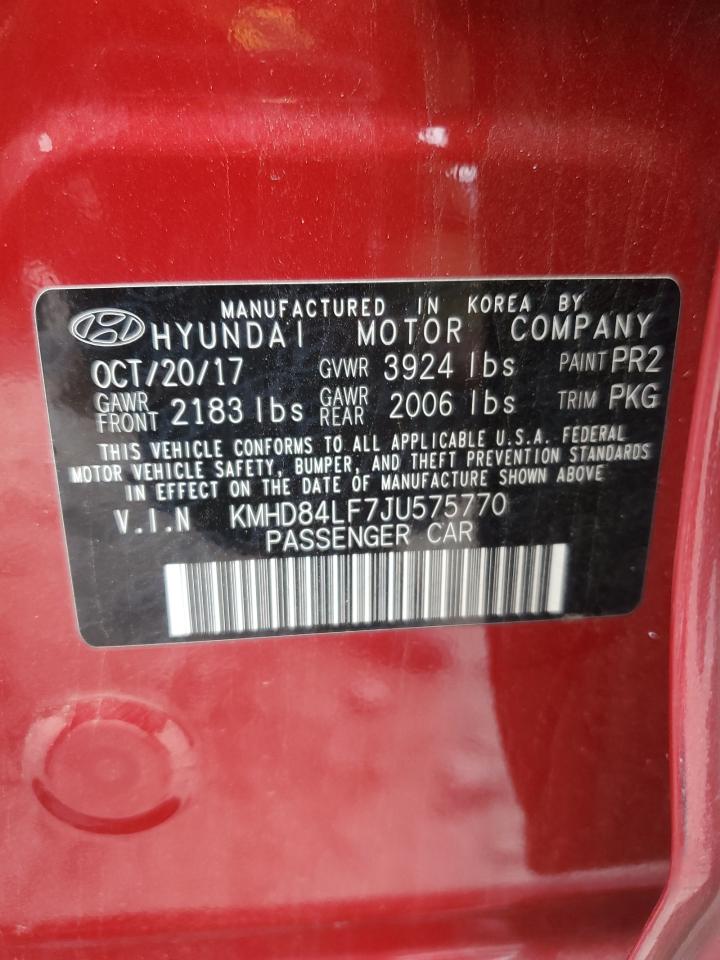 MANUFACTURED IN KOREA BY
HYUNDAI MOTOR COMPANY
OCT/20/17 GVWR 3924 lbs PAINT PR2
GAWR FRONT 2183 lbs GAWR REAR 2006 lbs TRIM PKG
THIS VEHICLE CONFORMS TO ALL APPLICABLE U.S.A. FEDERAL
MOTOR VEHICLE SAFETY, BUMPER, AND THEFT PREVENTION STANDARDS
IN EFFECT ON THE DATE OF MANUFACTURE SHOWN ABOVE
V.I.N KMHD84LF7JU575770
PASSENGER CAR